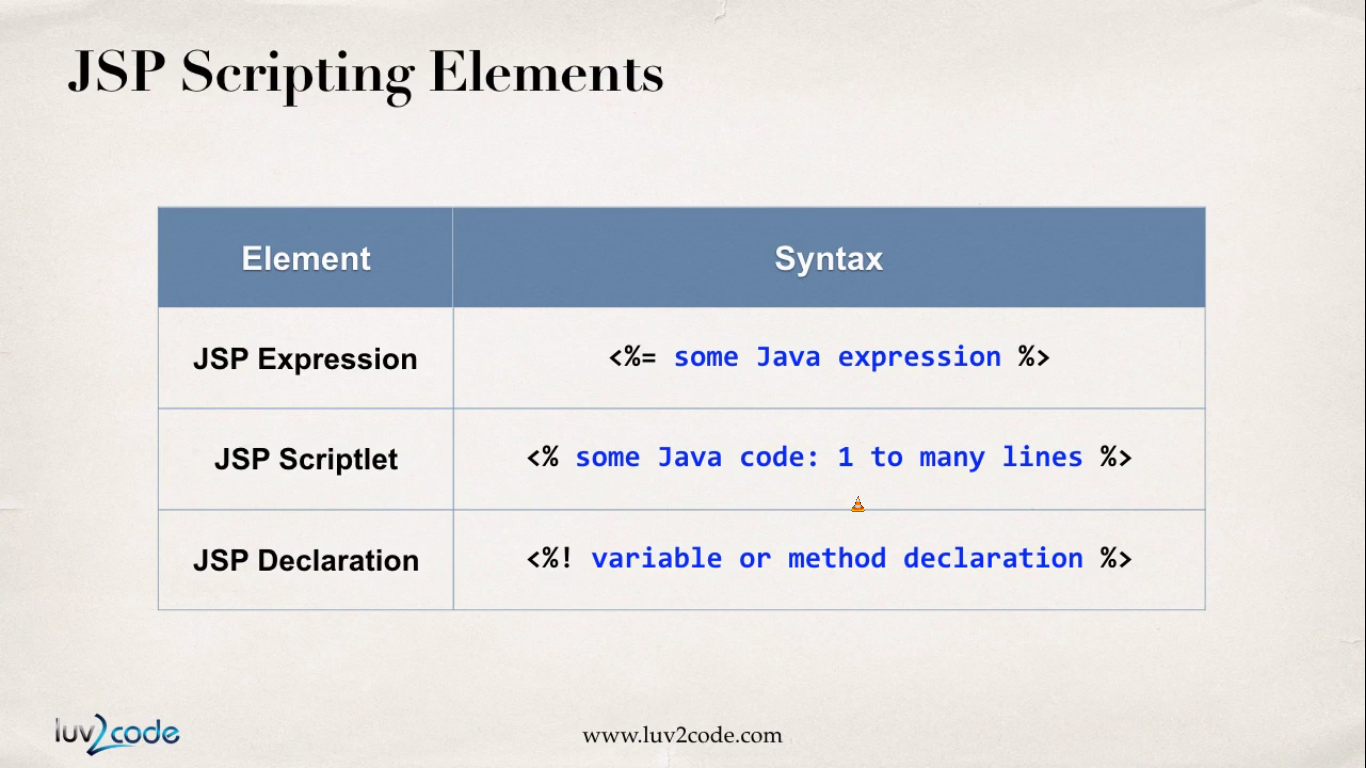 JSP Scripting Elements
Element Syntax
JSP Expression <%= some Java expression %>
JSP Scriptlet <% some Java code: 1 to many lines %>
JSP Declaration <%! variable or method declaration %>
luv2code www.luv2code.com